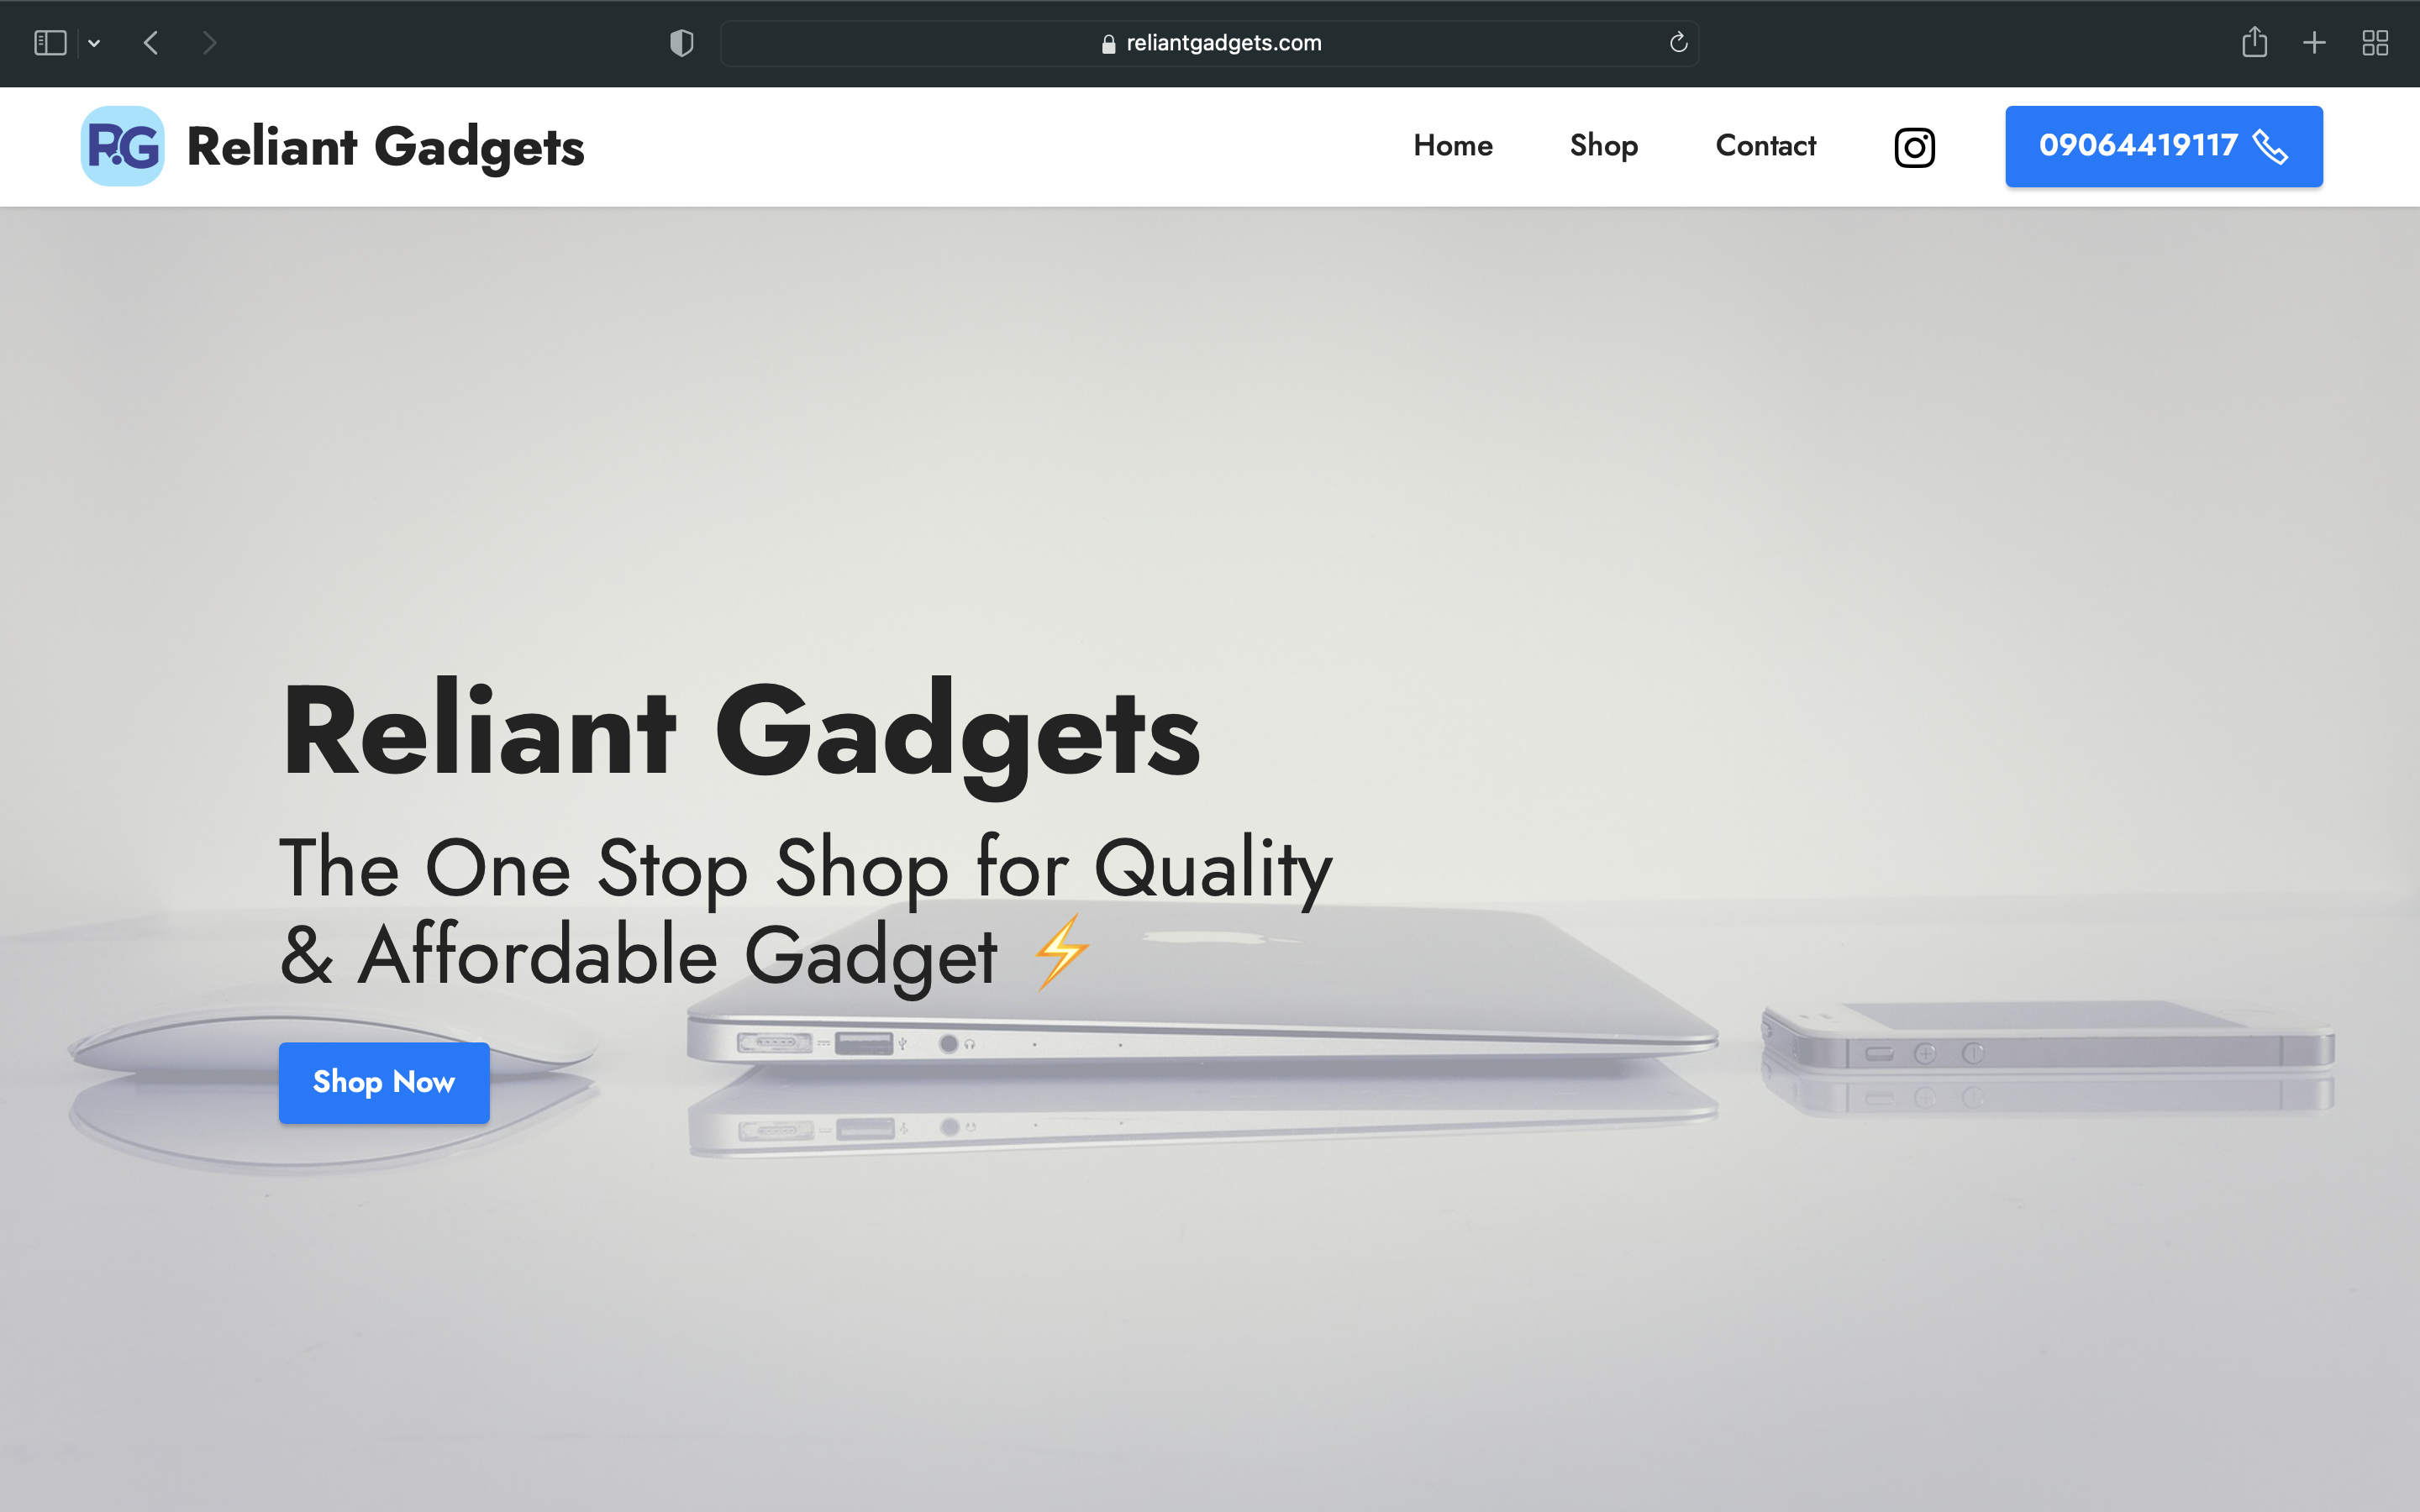 reliantgadgets.com
R.G Reliant Gadgets
Home Shop Contact 09064419117
Reliant Gadgets
The One Stop Shop for Quality
& Affordable Gadget ⚡
Shop Now